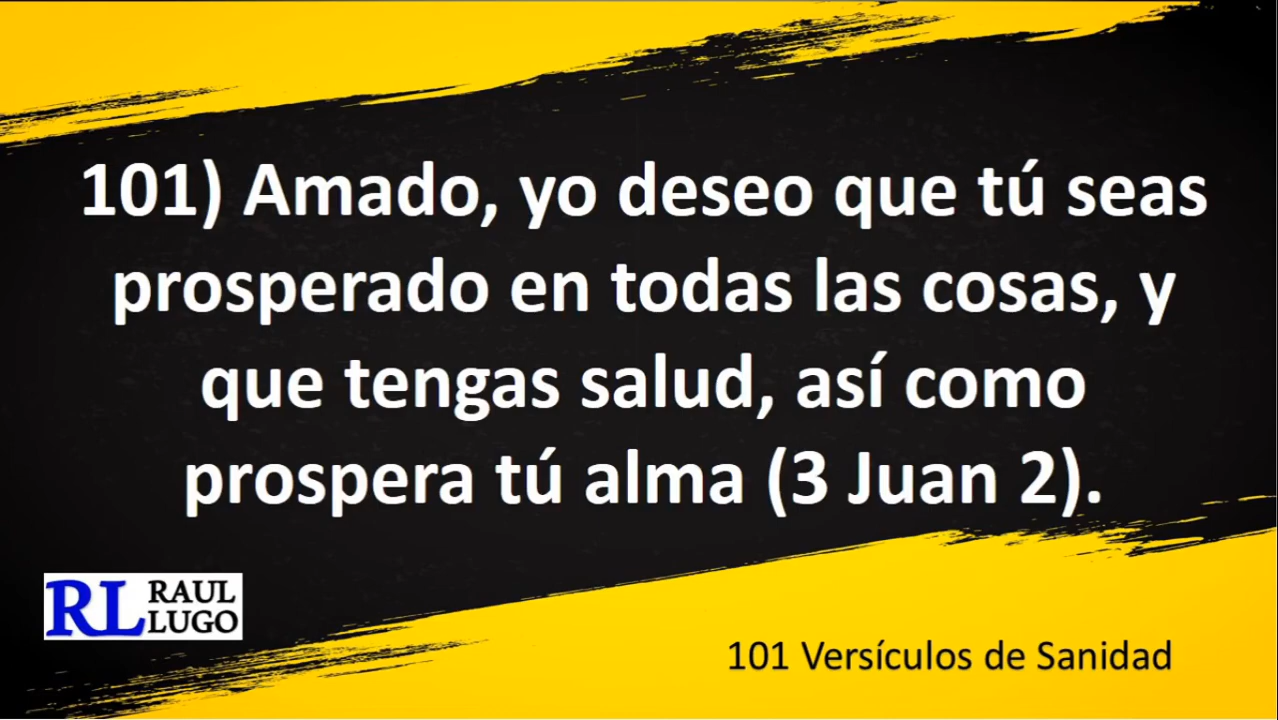 101) Amado, yo deseo que tú seas
prosperado en todas las cosas, y
que tengas salud, así como
prospera tú alma (3 Juan 2).
RL RAUL
LUGO
101 Versículos de Sanidad